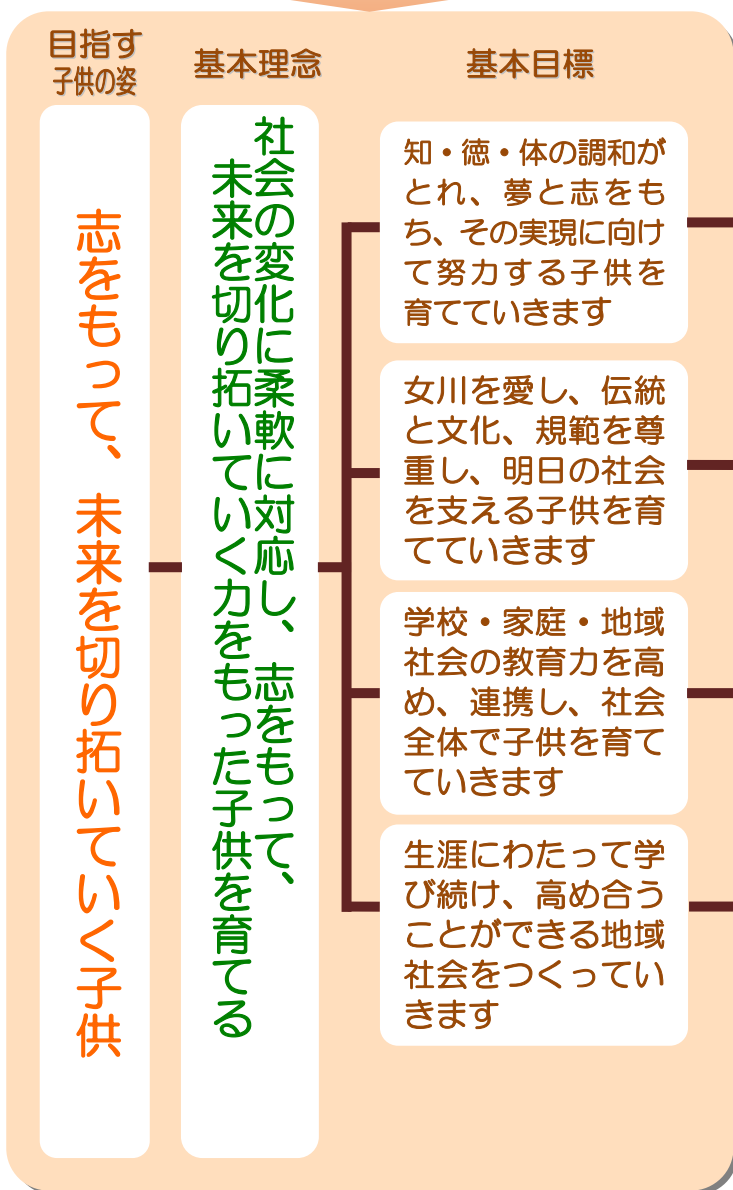 目指す
子供の姿
基本理念
基本目標
志をもって、未来を切り拓いていく子供
社会の変化に柔軟に対応し、志をもって、
未来を切り拓いていく力をもった子供を育てる
知・徳・体の調和が
とれ、夢と志をも
ち、その実現に向け
て努力する子供を
育てていきます
女川を愛し、伝統
と文化、規範を尊
重し、明日の社会
を支える子供を育
てていきます
学校・家庭・地域
社会の教育力を高
め、連携し、社会
全体で子供を育て
ていきます
生涯にわたって学
び続け、高め合う
ことができる地域
社会をつくってい
きます